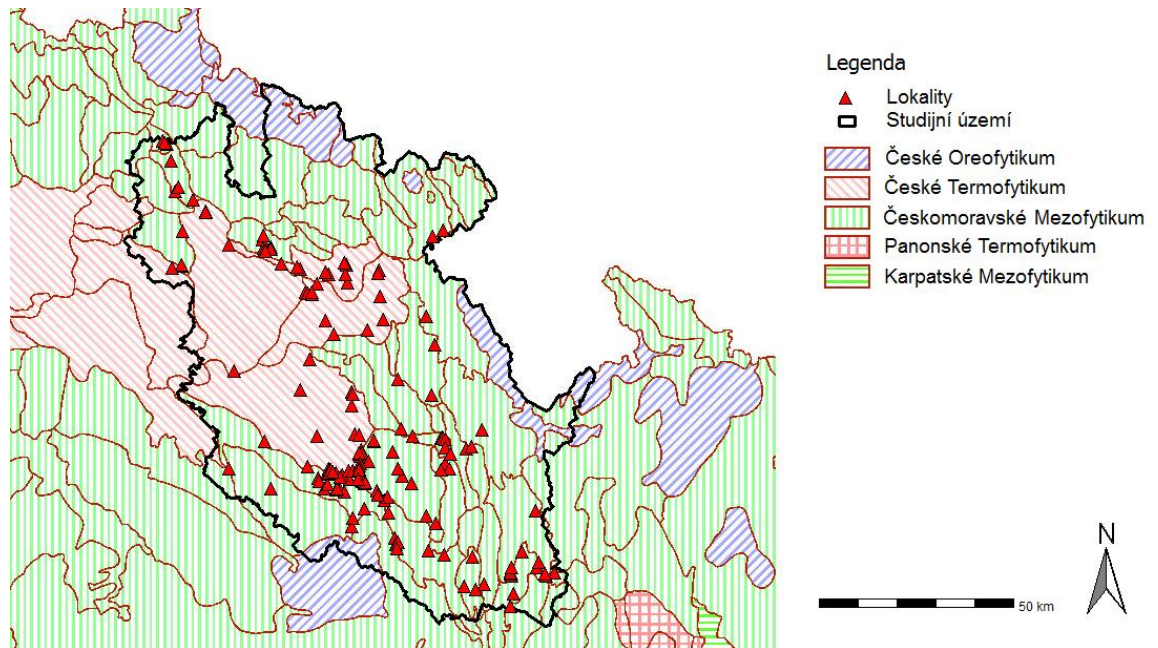 Legenda
Lokality
Studijní území
České Oreofytikum
České Termofytikum
Českomoravské Mezofytikum
Panonské Termofytikum
Karpatské Mezofytikum
N
50 km